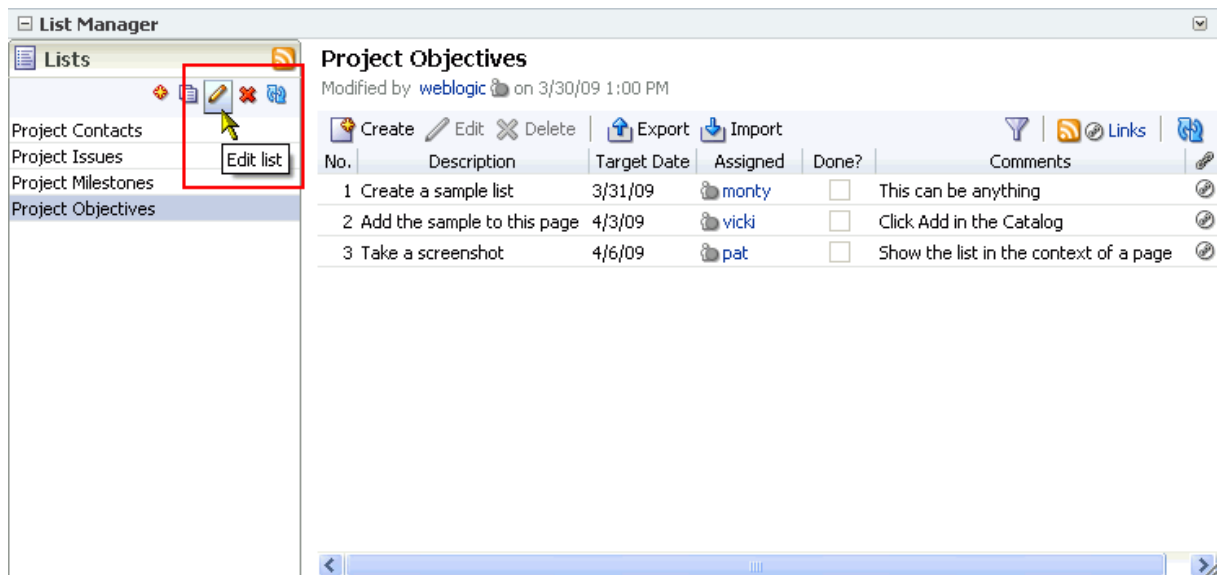 List Manager
Lists
Project Contacts
Project Issues
Project Milestones
Project Objectives
Edit list
Project Objectives
Modified by weblogic on 3/30/09 1:00 PM
Create Edit Delete Export Import Links
No. Description Target Date Assigned Done? Comments
1 Create a sample list 3/31/09 monty This can be anything
2 Add the sample to this page 4/3/09 vicki Click Add in the Catalog
3 Take a screenshot 4/6/09 pat Show the list in the context of a page